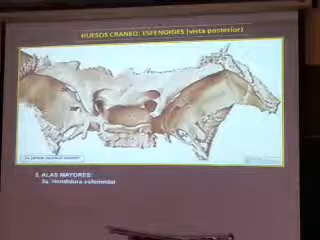 HUESOS CRANEO: ESFENOIDES (vista posterior)
3. ALAS MAYORES:
3a. Hendidura esfenoidal